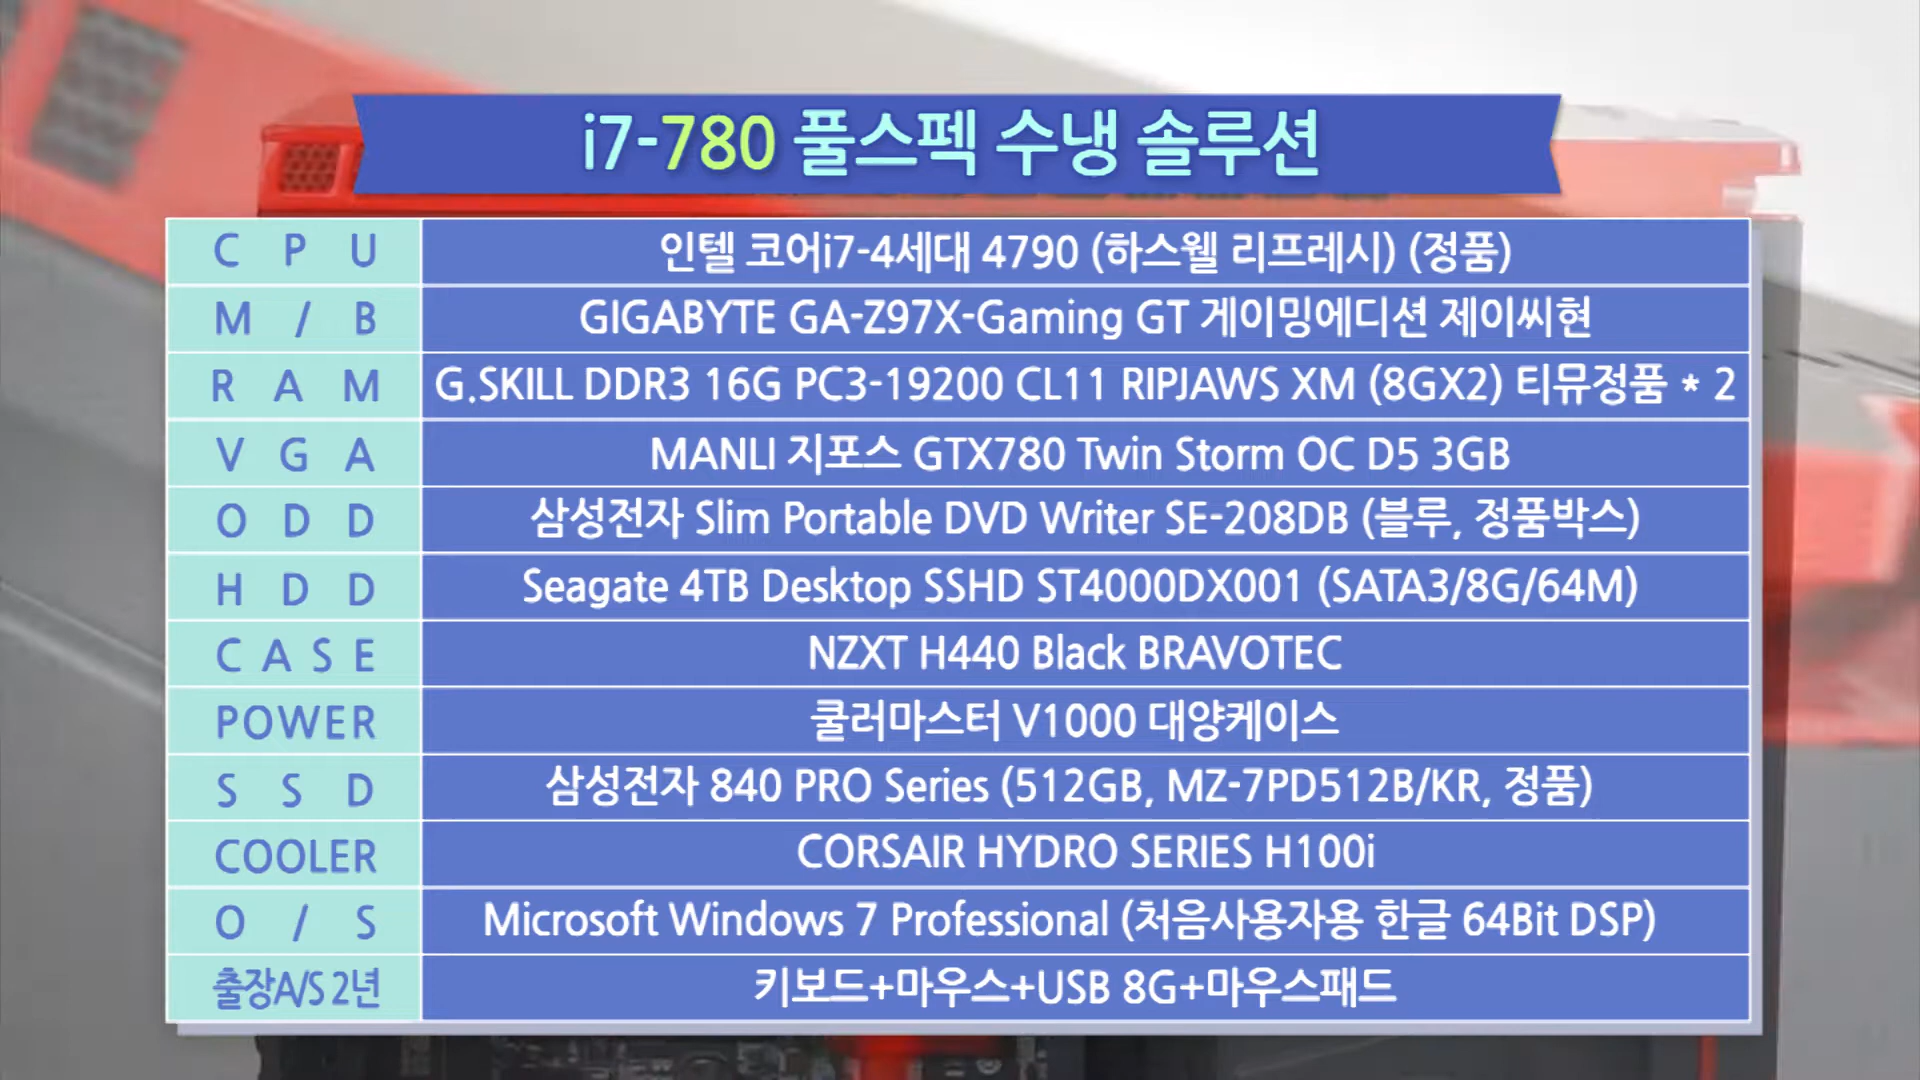 i7-780 풀스펙 수냉 솔루션
CPU 인텔 코어i7-4세대 4790 (하스웰 리프레시) (정품)
M/B GIGABYTE GA-Z97X-Gaming GT 게이밍에디션 제이씨현
RAM G.SKILL DDR3 16G PC3-19200 CL11 RIPJAWS XM (8GX2) 티뮤정품 * 2
VGA MANLI 지포스 GTX780 Twin Storm OC D5 3GB
ODD 삼성전자 Slim Portable DVD Writer SE-208DB (블루, 정품박스)
HDD Seagate 4TB Desktop SSHD ST4000DX001 (SATA3/8G/64M)
CASE NZXT H440 Black BRAVOTEC
POWER 쿨러마스터 V1000 대양케이스
SSD 삼성전자 840 PRO Series (512GB, MZ-7PD512B/KR, 정품)
COOLER CORSAIR HYDRO SERIES H100i
O/S Microsoft Windows 7 Professional (처음사용자용 한글 64Bit DSP)
출장A/S 2년 키보드+마우스+USB 8G+마우스패드